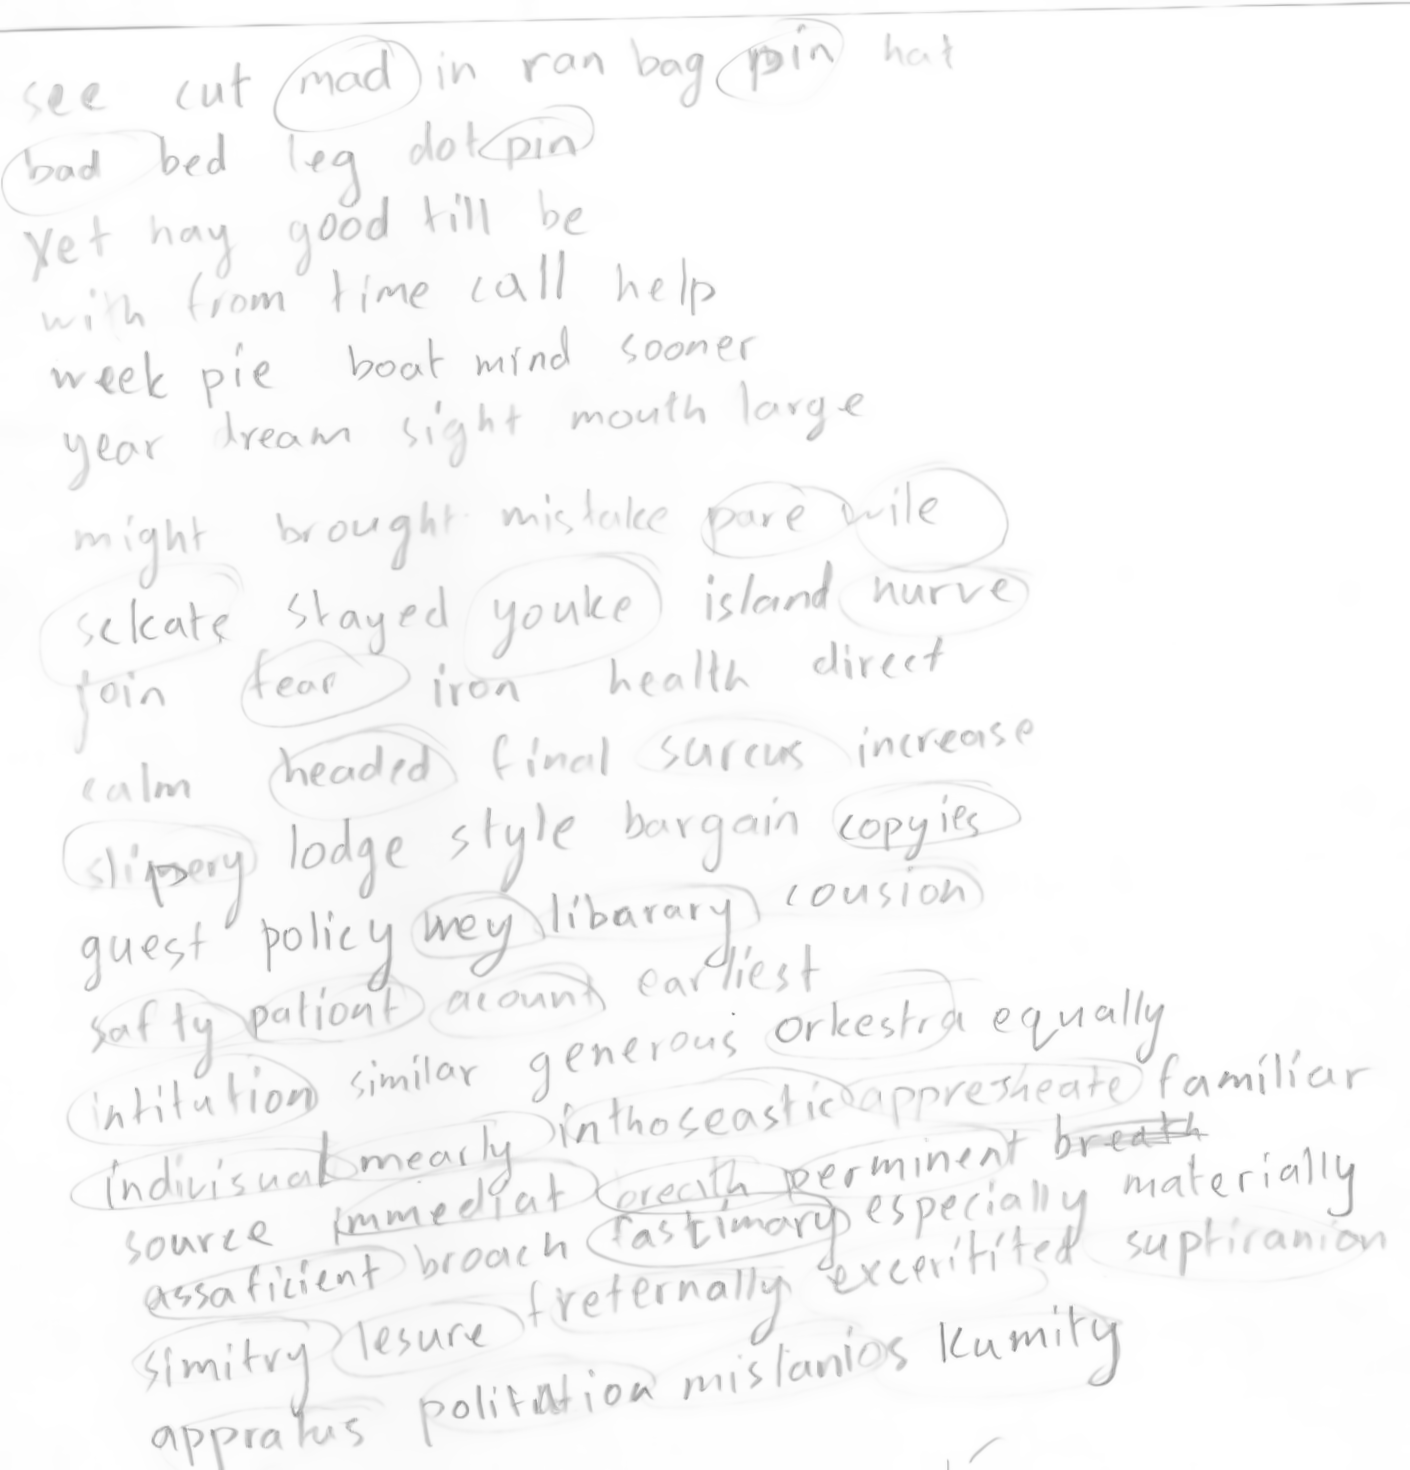 see cut mad in ran bag pin hat
bad bed leg dot pin
yet hay good till be
with from time call help
week pie boat mind sooner
year dream sight mouth large
might brought mistake pare wile
selcate stayed youke island nurve
join fear iron health direct
calm headed final surcus increase
slippery lodge style bargain copyies
guest policy wey libarary cousion
safty pationt acount earliest
intitution similar generous orkestra equally
indivisual mearly inthoseastic appresheate familiar
source immediat breath perminent breath
assaficient broach fastimary especially materially
simitry lesure freternally exceritited suptiranion
appratus polititution mislanios kumity